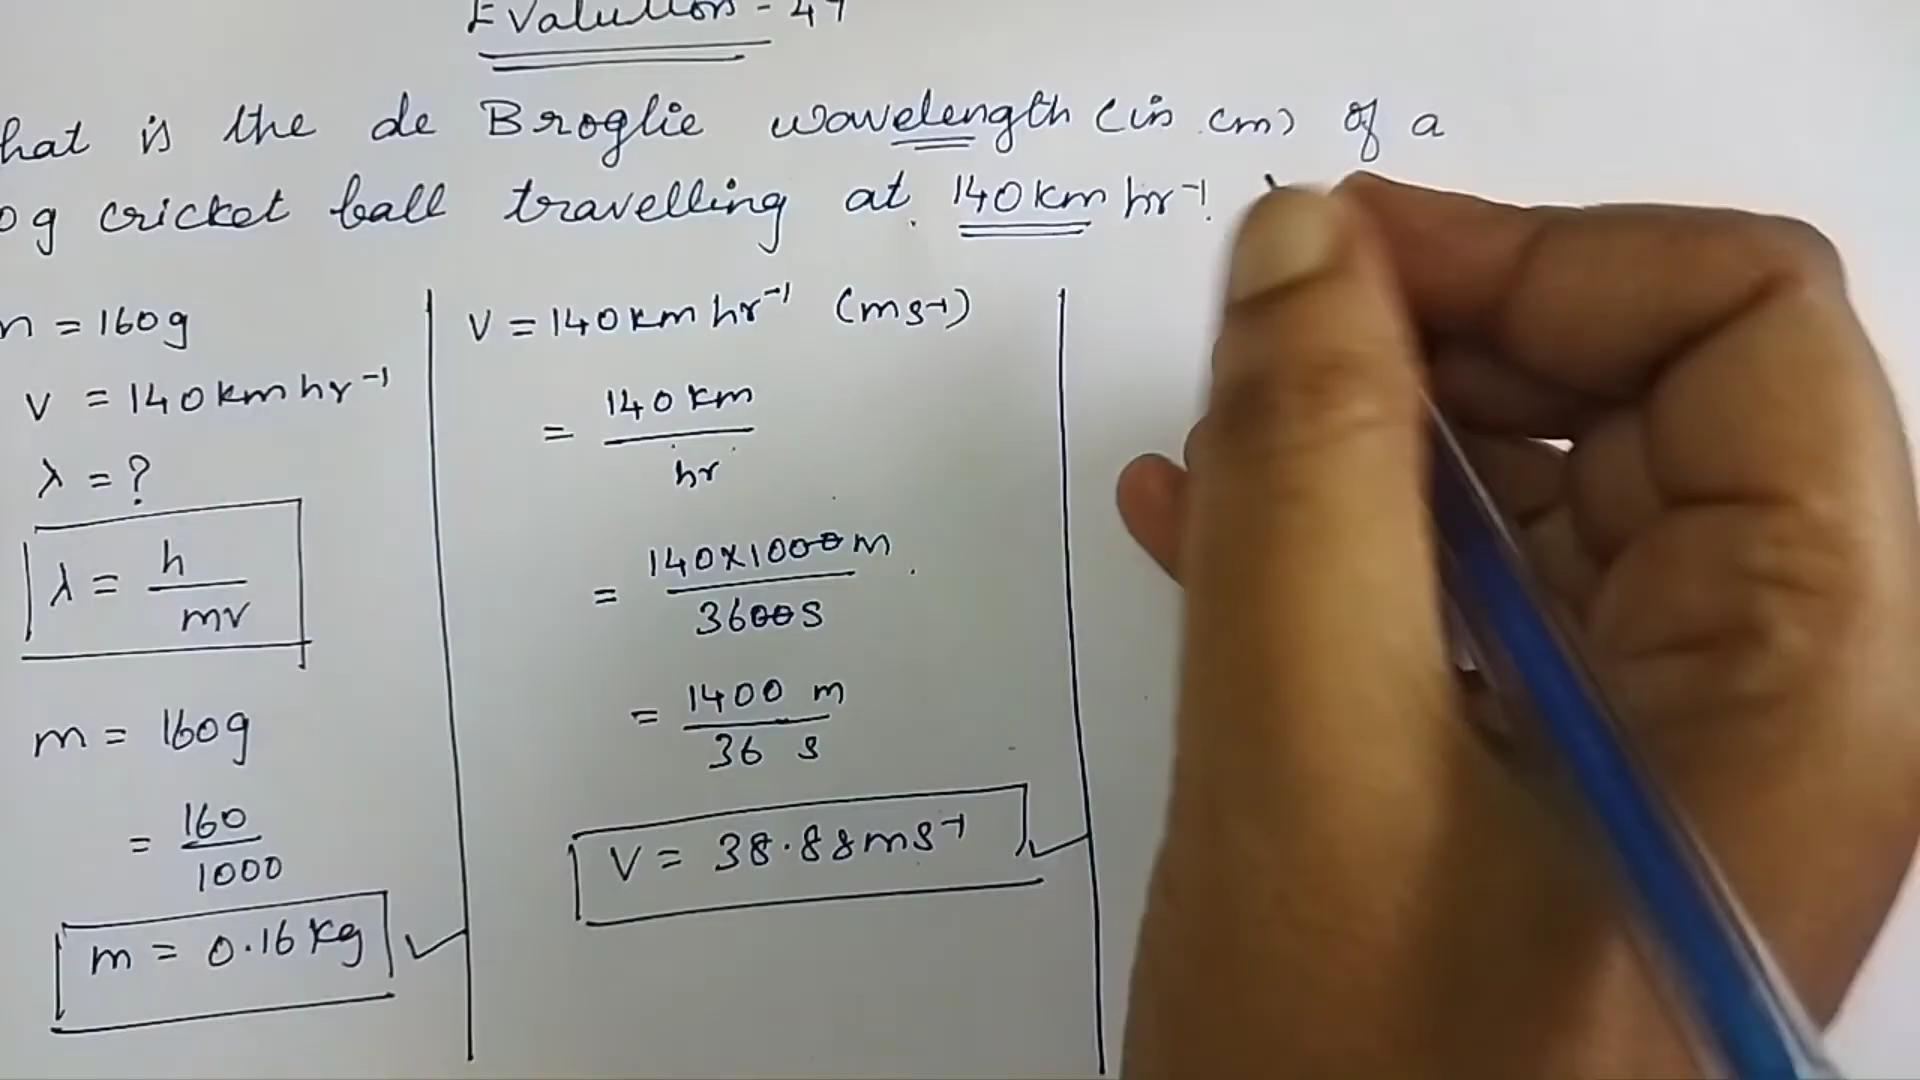 Evalution - 47
hat is the de Broglie wavelength (in cm) of a
0g cricket ball travelling at 140 km hr⁻¹.
m = 160g
v = 140 km hr⁻¹
λ = ?
λ = h / mv
m = 160g
= 160 / 1000
m = 0.16 kg
V = 140 km hr⁻¹ (ms⁻¹)
= 140 km / hr
= 140×1000 m / 3600 s
= 1400 m / 36 s
V = 38.88 ms⁻¹